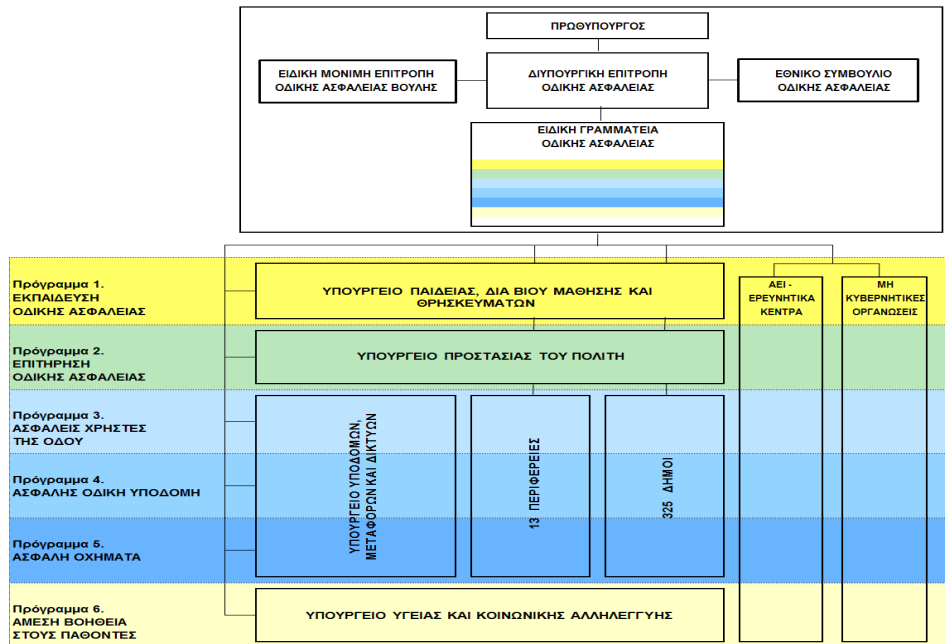 ΠΡΩΘΥΠΟΥΡΓΟΣ
ΕΙΔΙΚΗ ΜΟΝΙΜΗ ΕΠΙΤΡΟΠΗ
ΟΔΙΚΗΣ ΑΣΦΑΛΕΙΑΣ ΒΟΥΛΗΣ
ΔΙΥΠΟΥΡΓΙΚΗ ΕΠΙΤΡΟΠΗ
ΟΔΙΚΗΣ ΑΣΦΑΛΕΙΑΣ
ΕΘΝΙΚΟ ΣΥΜΒΟΥΛΙΟ
ΟΔΙΚΗΣ ΑΣΦΑΛΕΙΑΣ
ΕΙΔΙΚΗ ΓΡΑΜΜΑΤΕΙΑ
ΟΔΙΚΗΣ ΑΣΦΑΛΕΙΑΣ
Πρόγραμμα 1.
ΕΚΠΑΙΔΕΥΣΗ
ΟΔΙΚΗΣ ΑΣΦΑΛΕΙΑΣ
ΥΠΟΥΡΓΕΙΟ ΠΑΙΔΕΙΑΣ, ΔΙΑ ΒΙΟΥ ΜΑΘΗΣΗΣ ΚΑΙ
ΘΡΗΣΚΕΥΜΑΤΩΝ
ΑΕΙ -
ΕΡΕΥΝΗΤΙΚΑ
ΚΕΝΤΡΑ
ΜΗ
ΚΥΒΕΡΝΗΤΙΚΕΣ
ΟΡΓΑΝΩΣΕΙΣ
Πρόγραμμα 2.
ΕΠΙΤΗΡΗΣΗ
ΟΔΙΚΗΣ ΑΣΦΑΛΕΙΑΣ
ΥΠΟΥΡΓΕΙΟ ΠΡΟΣΤΑΣΙΑΣ ΤΟΥ ΠΟΛΙΤΗ
Πρόγραμμα 3.
ΑΣΦΑΛΕΙΣ ΧΡΗΣΤΕΣ
ΤΗΣ ΟΔΟΥ
Πρόγραμμα 4.
ΑΣΦΑΛΗΣ ΟΔΙΚΗ ΥΠΟΔΟΜΗ
Πρόγραμμα 5.
ΑΣΦΑΛΗ ΟΧΗΜΑΤΑ
ΥΠΟΥΡΓΕΙΟ ΥΠΟΔΟΜΩΝ,
ΜΕΤΑΦΟΡΩΝ ΚΑΙ ΔΙΚΤΥΩΝ
13 ΠΕΡΙΦΕΡΕΙΕΣ
325 ΔΗΜΟΙ
Πρόγραμμα 6.
ΑΜΕΣΗ ΒΟΗΘΕΙΑ
ΣΤΟΥΣ ΠΑΘΟΝΤΕΣ
ΥΠΟΥΡΓΕΙΟ ΥΓΕΙΑΣ ΚΑΙ ΚΟΙΝΩΝΙΚΗΣ ΑΛΛΗΛΕΓΓΥΗΣ